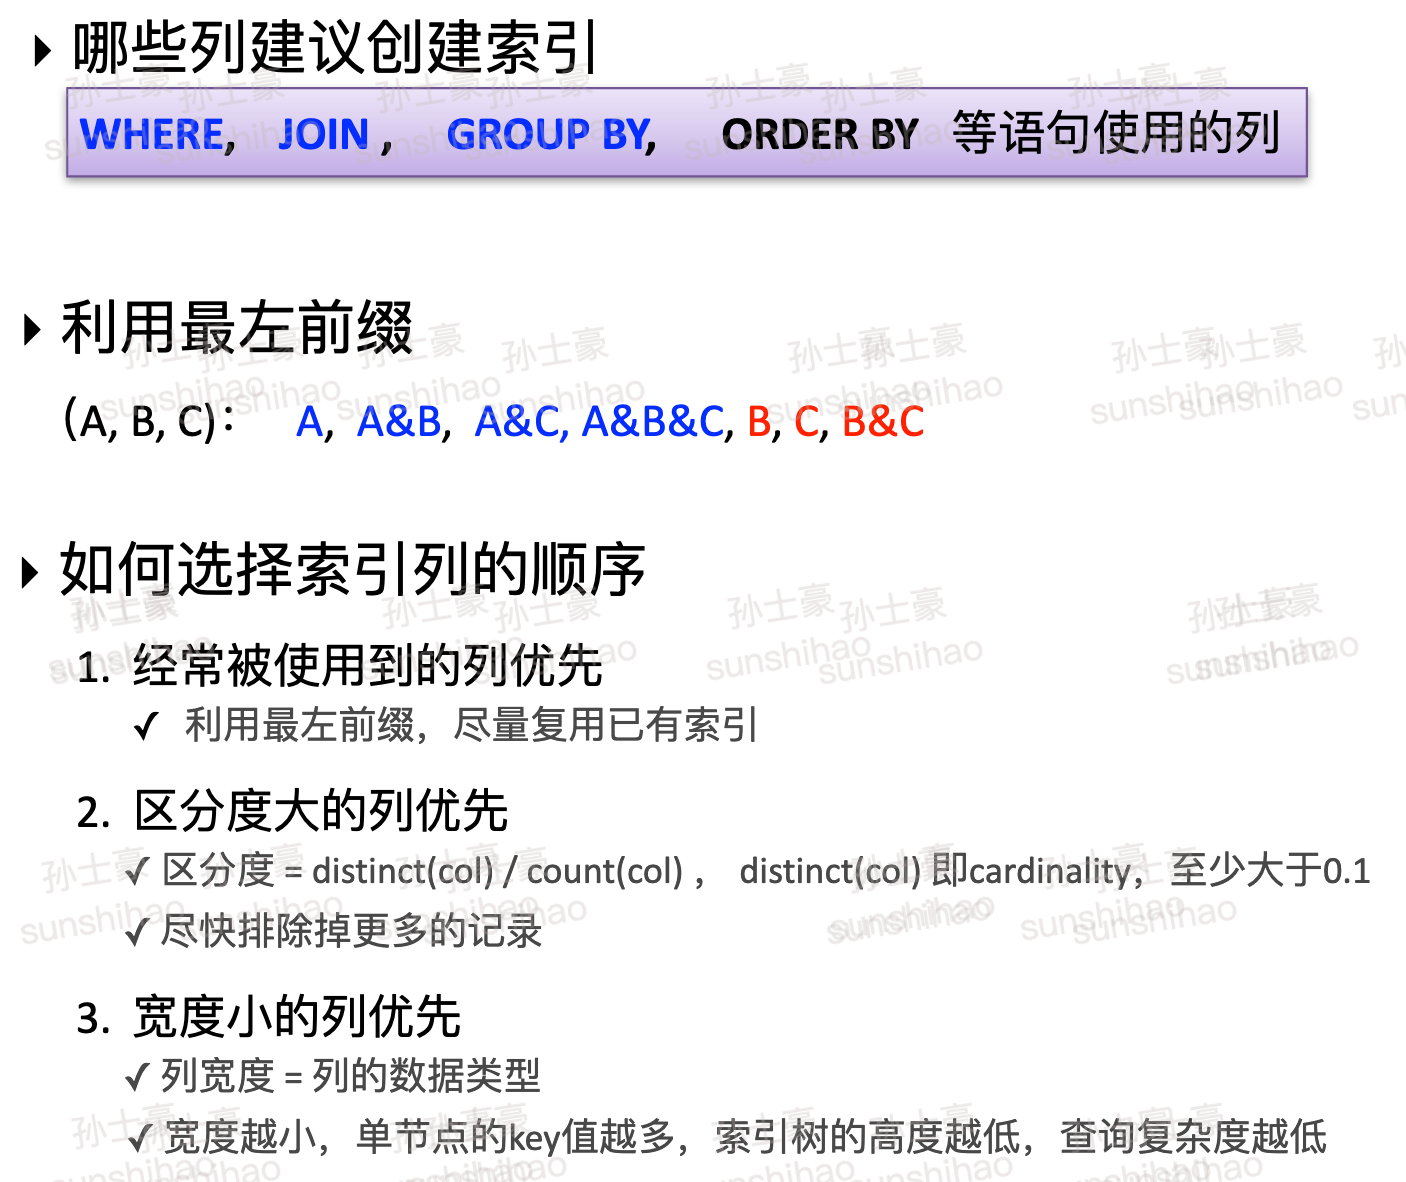 哪些列建议创建索引
WHERE, JOIN , GROUP BY, ORDER BY 等语句使用的列
利用最左前缀
(A, B, C): A, A&B, A&C, A&B&C, B, C, B&C
如何选择索引列的顺序
1. 经常被使用到的列优先
✓ 利用最左前缀，尽量复用已有索引
2. 区分度大的列优先
✓ 区分度 = distinct(col) / count(col) ， distinct(col) 即cardinality， 至少大于0.1
✓ 尽快排除掉更多的记录
3. 宽度小的列优先
✓ 列宽度 = 列的数据类型
✓ 宽度越小，单节点的key值越多，索引树的高度越低，查询复杂度越低
孙士豪
sunshihao